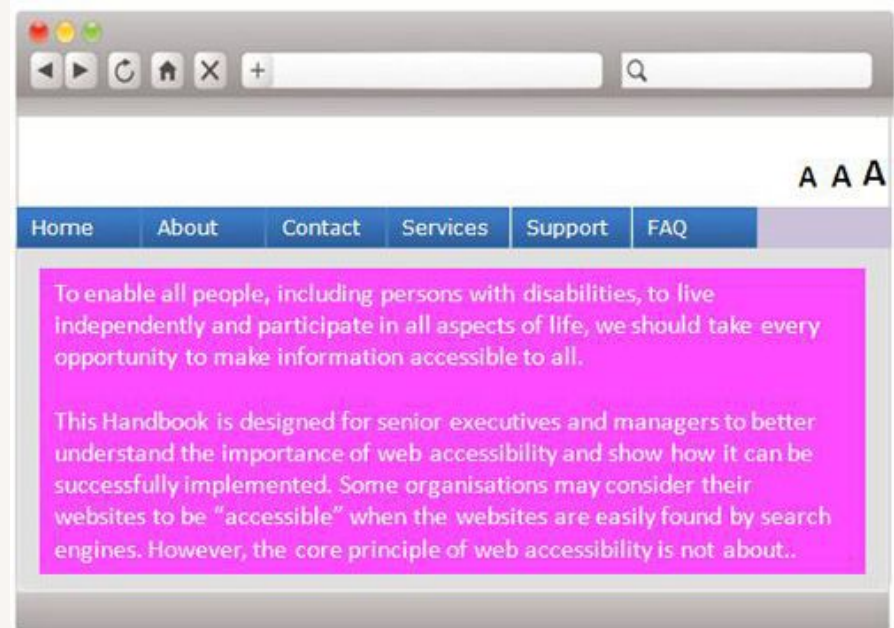 A A A
Home About Contact Services Support FAQ
To enable all people, including persons with disabilities, to live
independently and participate in all aspects of life, we should take every
opportunity to make information accessible to all.
This Handbook is designed for senior executives and managers to better
understand the importance of web accessibility and show how it can be
successfully implemented. Some organisations may consider their
websites to be “accessible” when the websites are easily found by search
engines. However, the core principle of web accessibility is not about..